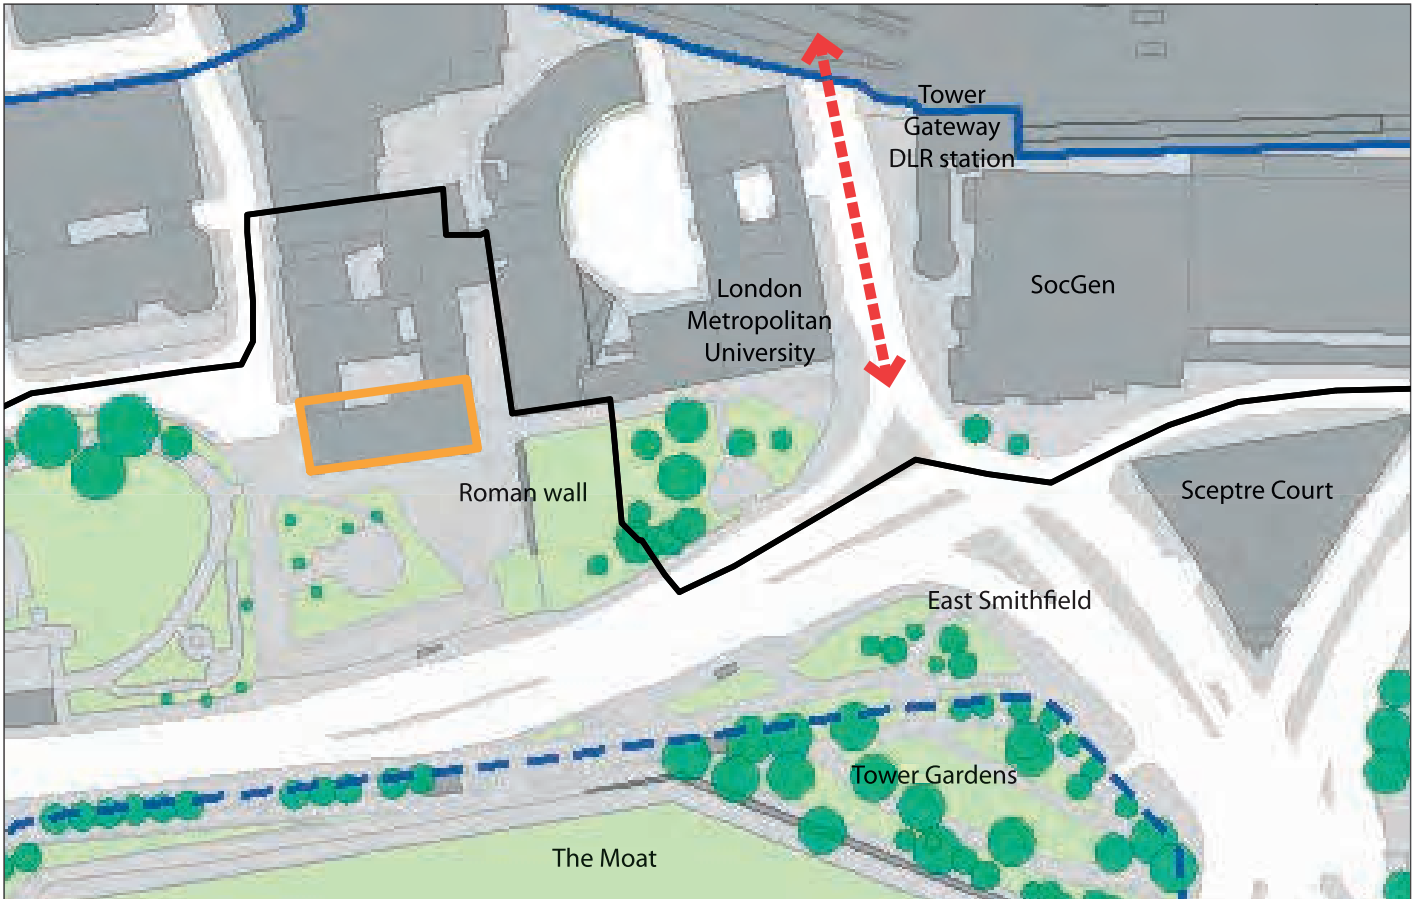 Tower
Gateway
DLR station
SocGen
London
Metropolitan
University
Roman wall
Sceptre Court
East Smithfield
Tower Gardens
The Moat